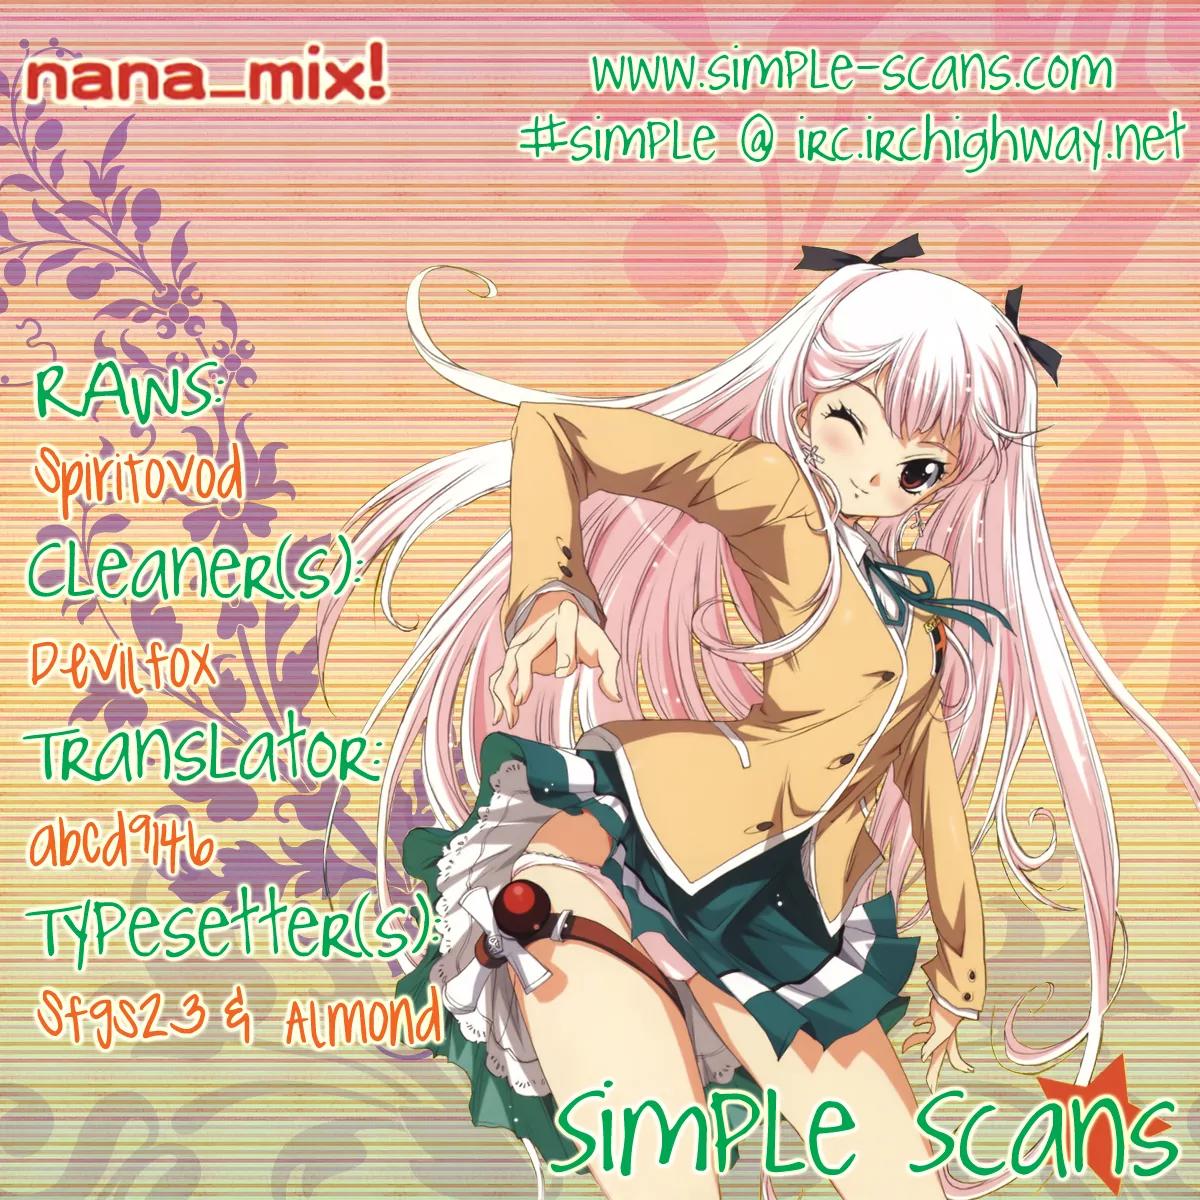 nana_mix!
www.simple-scans.com
#simple @ irc.irchighway.net
RAWS:
Spiritovod
Cleaner(s):
Devilfox
Translator:
abcd9146
Typesetter(s):
Sfgs23 & Almond
Simple Scans